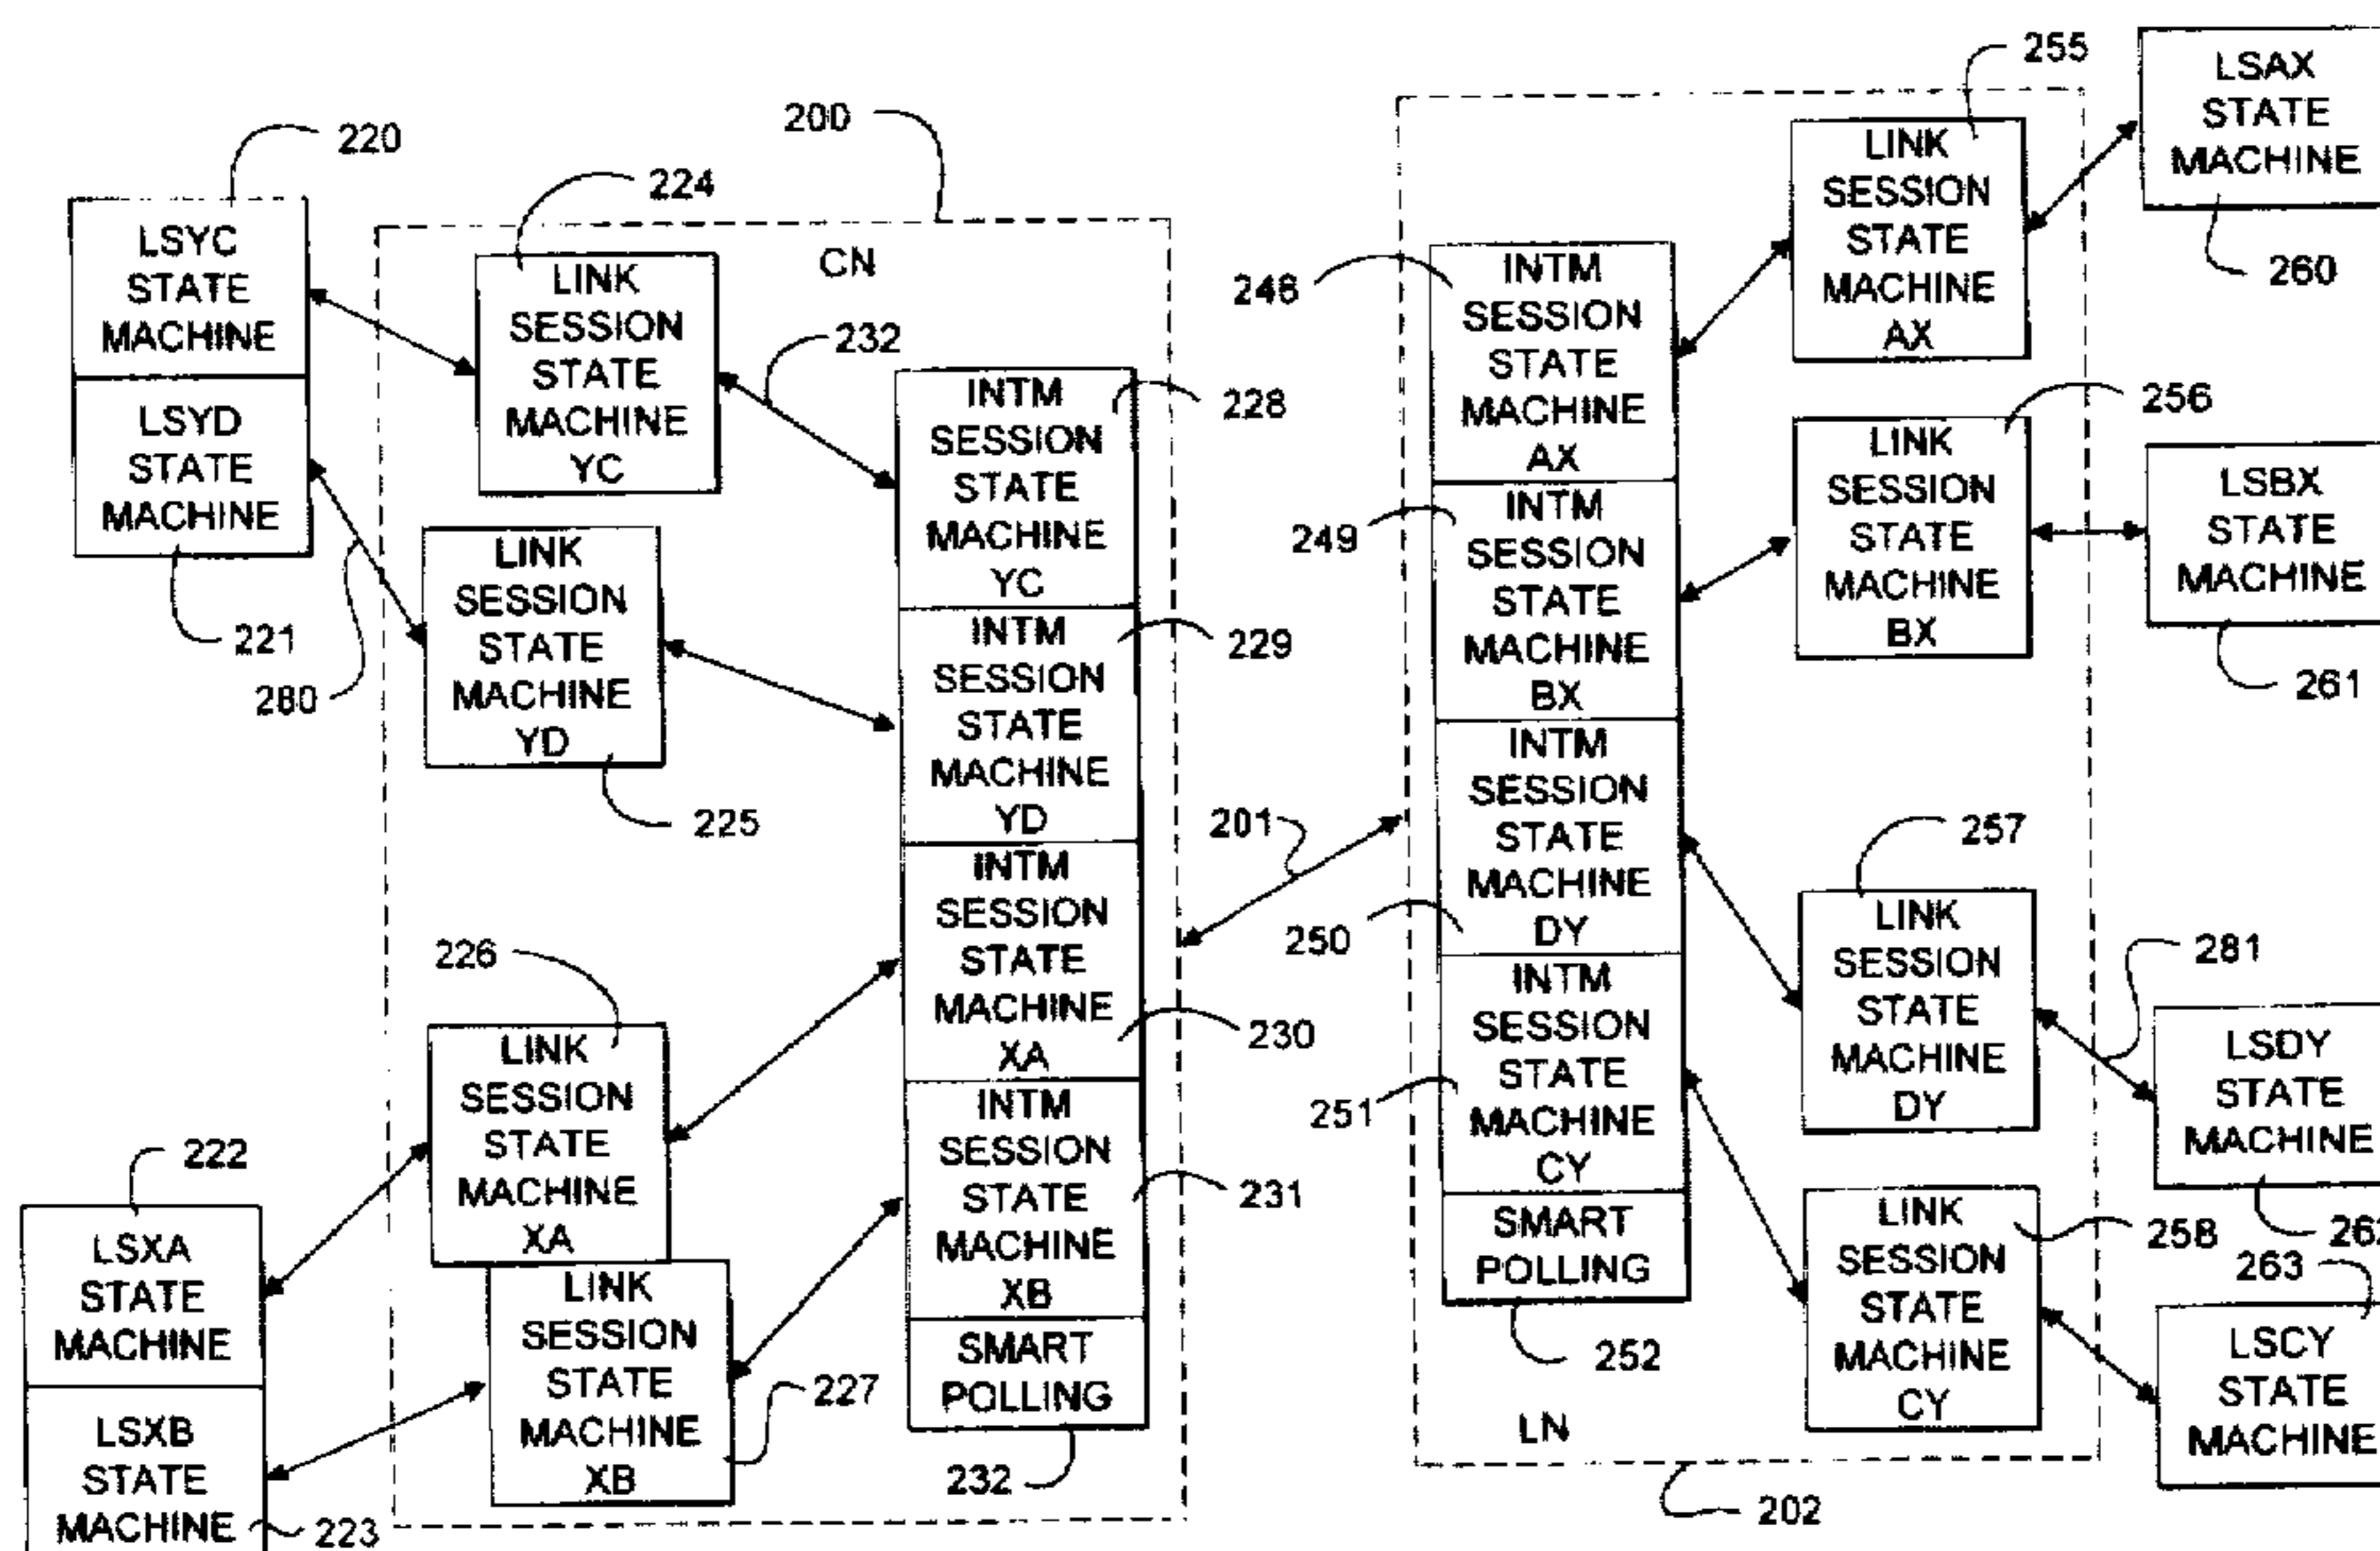 220
LSYC
STATE
MACHINE
LSYD
STATE
MACHINE
221
280
224
200
CN
LINK
SESSION
STATE
MACHINE
YC
232
LINK
SESSION
STATE
MACHINE
YD
225
INTM
SESSION
STATE
MACHINE
YC
228
INTM
SESSION
STATE
MACHINE
YD
229
INTM
SESSION
STATE
MACHINE
XA
230
INTM
SESSION
STATE
MACHINE
XB
231
SMART
POLLING
232
226
LINK
SESSION
STATE
MACHINE
XA
LINK
SESSION
STATE
MACHINE
XB
227
222
LSXA
STATE
MACHINE
LSXB
STATE
MACHINE
223
201
INTM
SESSION
STATE
MACHINE
AX
249
INTM
SESSION
STATE
MACHINE
BX
250
INTM
SESSION
STATE
MACHINE
DY
251
INTM
SESSION
STATE
MACHINE
CY
SMART
POLLING
252
LN
202
255
LINK
SESSION
STATE
MACHINE
AX
256
LINK
SESSION
STATE
MACHINE
BX
257
LINK
SESSION
STATE
MACHINE
DY
258
LINK
SESSION
STATE
MACHINE
CY
LSAX
STATE
MACHINE
260
LSBX
STATE
MACHINE
261
281
LSDY
STATE
MACHINE
263
LSCY
STATE
MACHINE